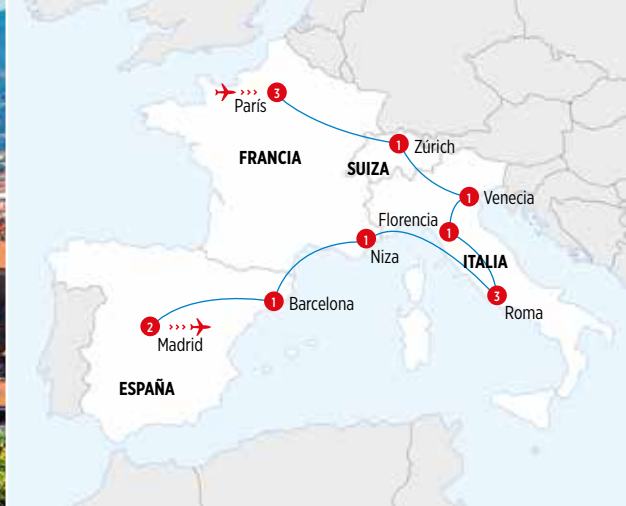 3
París
FRANCIA
1
Zúrich
SUIZA
1
Venecia
Florencia
1
ITALIA
1
Niza
3
Roma
1
Barcelona
2
Madrid
ESPAÑA